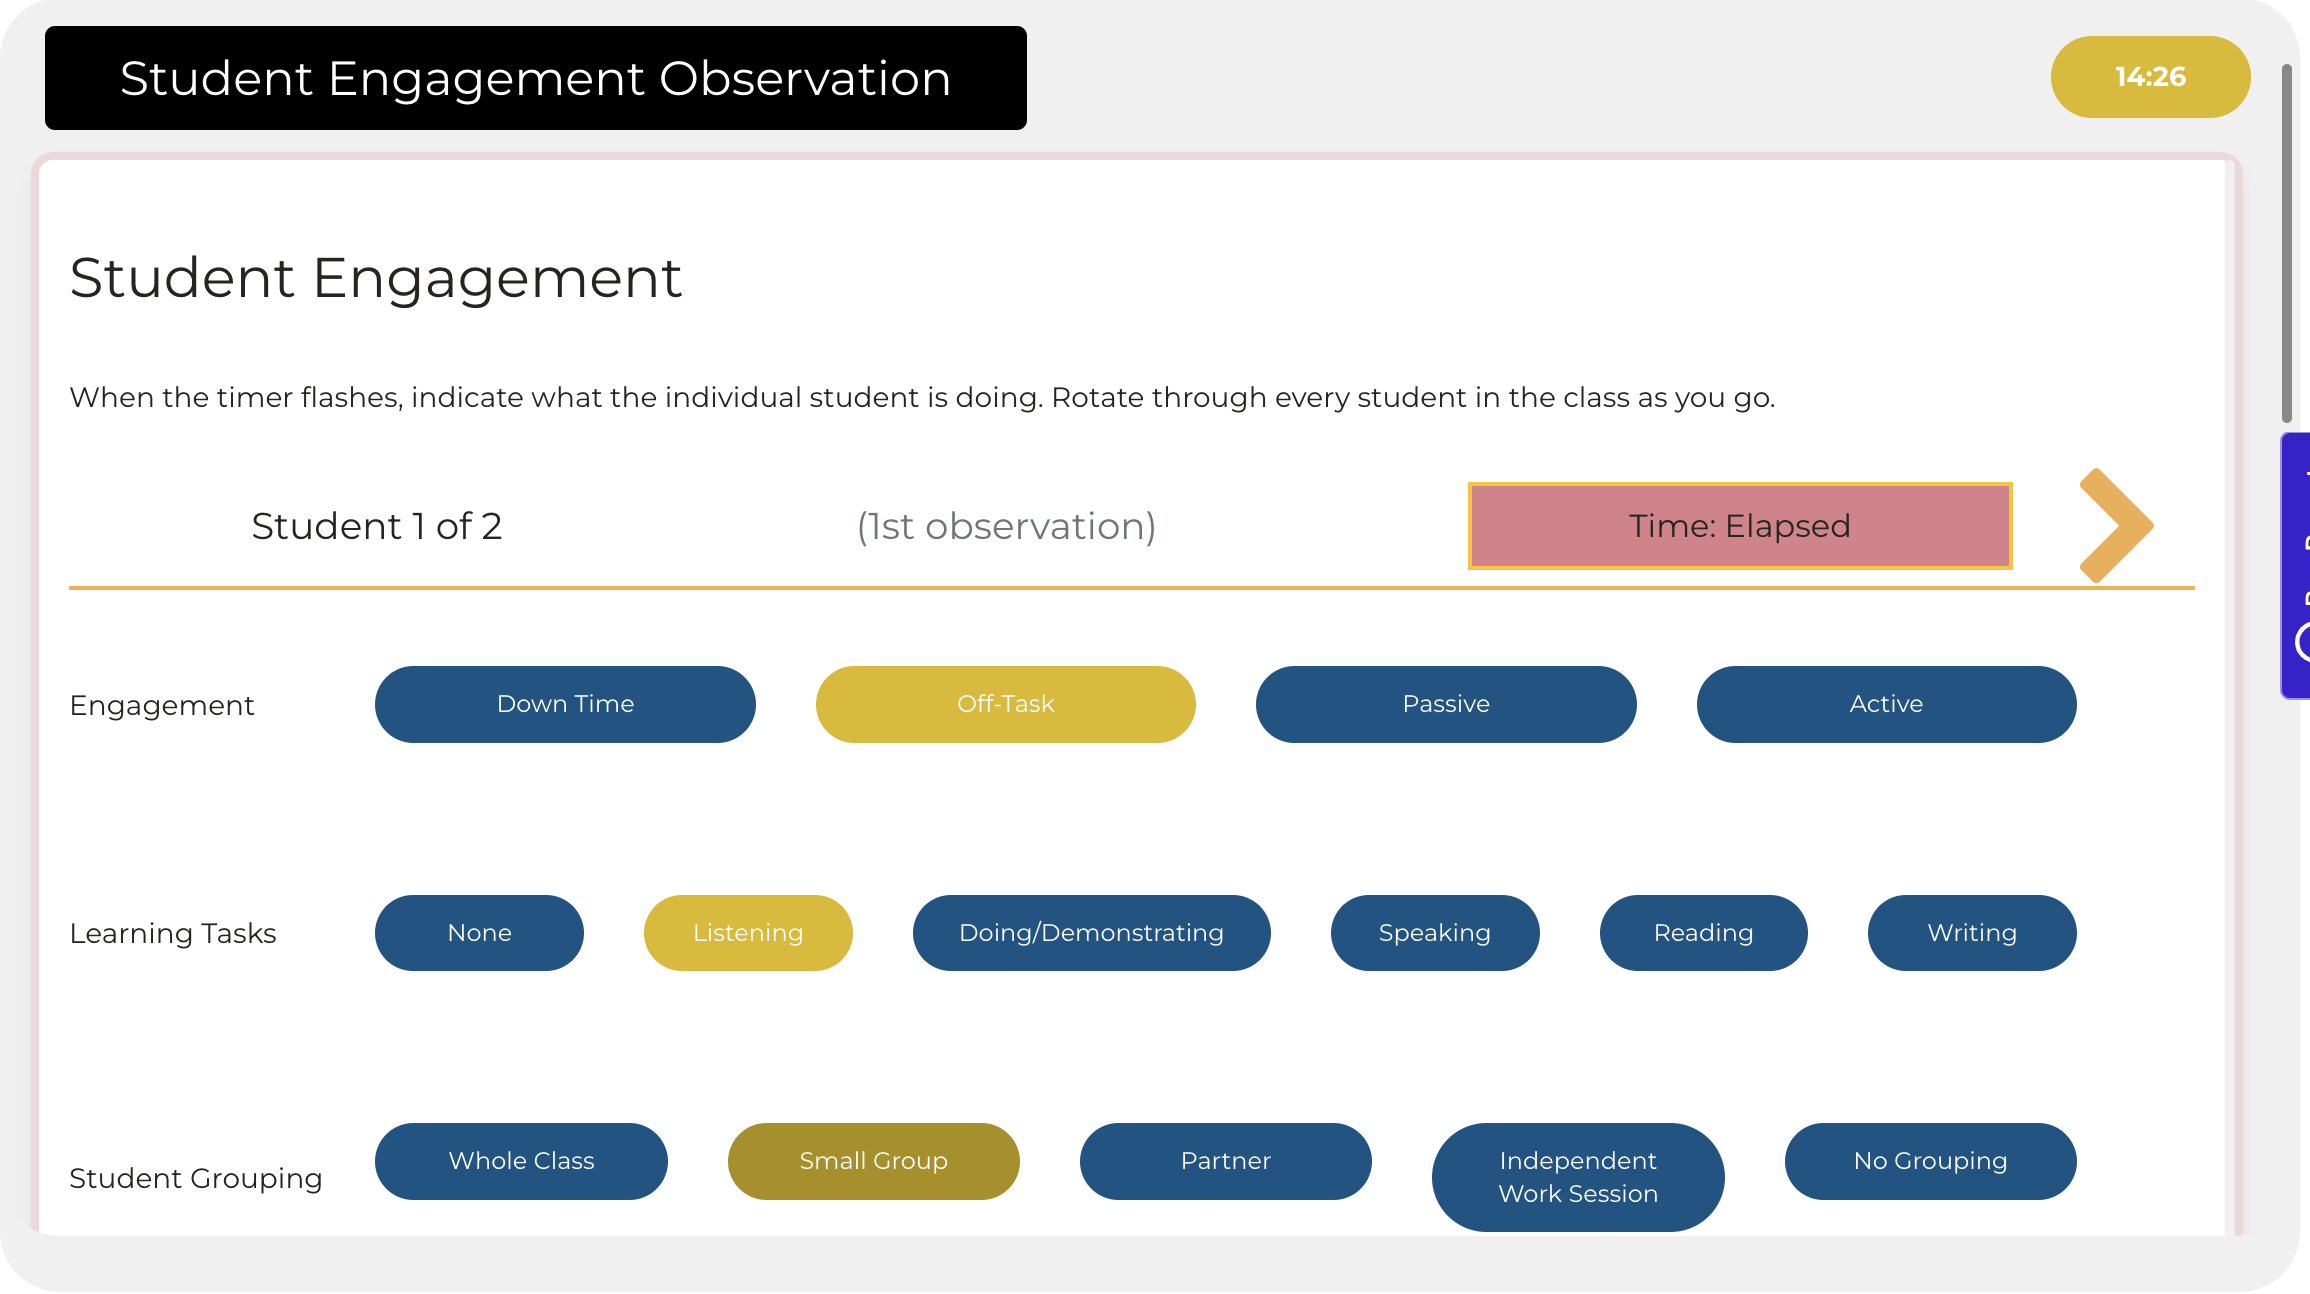 Student Engagement Observation
14:26
Student Engagement
When the timer flashes, indicate what the individual student is doing. Rotate through every student in the class as you go.
Student 1 of 2
(1st observation)
Time: Elapsed
Engagement
Down Time
Off-Task
Passive
Active
Learning Tasks
None
Listening
Doing/Demonstrating
Speaking
Reading
Writing
Student Grouping
Whole Class
Small Group
Partner
Independent
Work Session
No Grouping